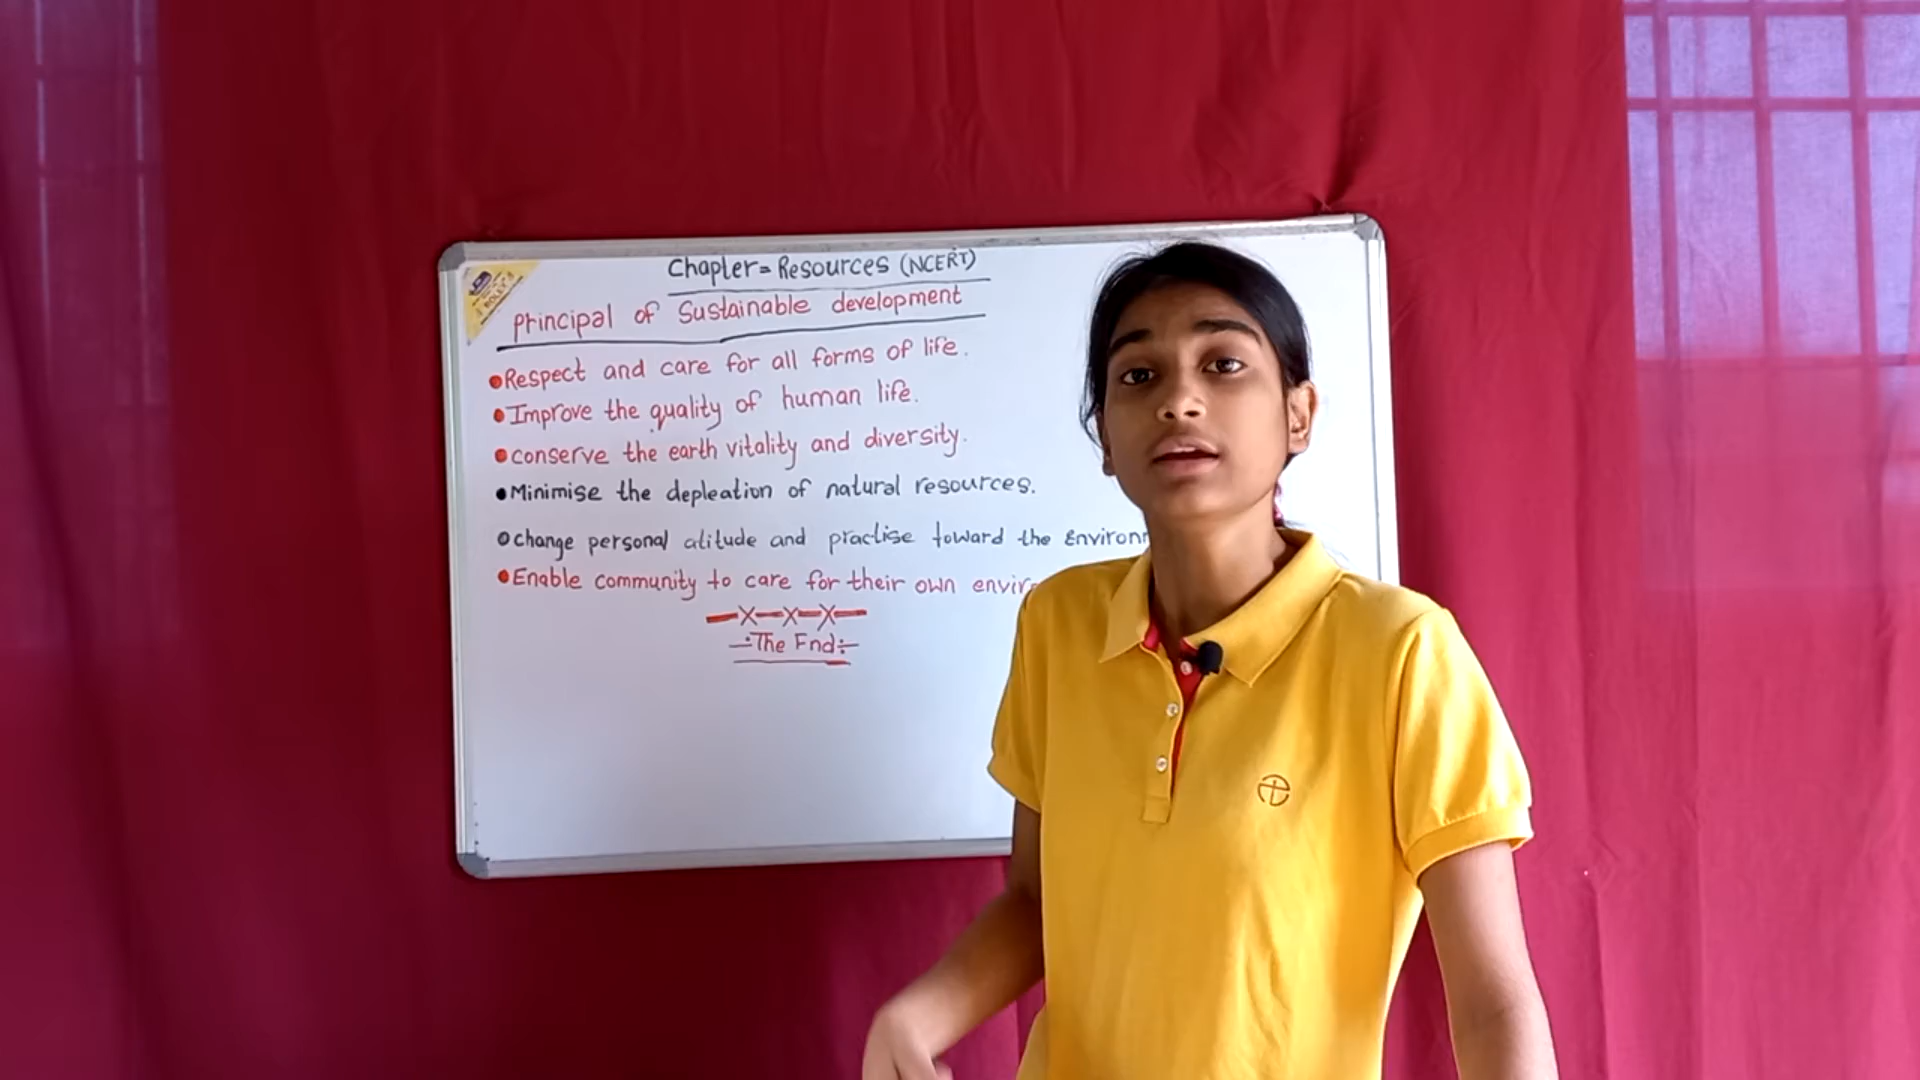 Chapter = Resources (NCERT)
Principal of Sustainable development
Respect and care for all forms of life.
Improve the quality of human life.
conserve the earth vitality and diversity.
Minimise the depleation of natural resources.
change personal atitude and practise toward the
Enable community to care for their own
The End